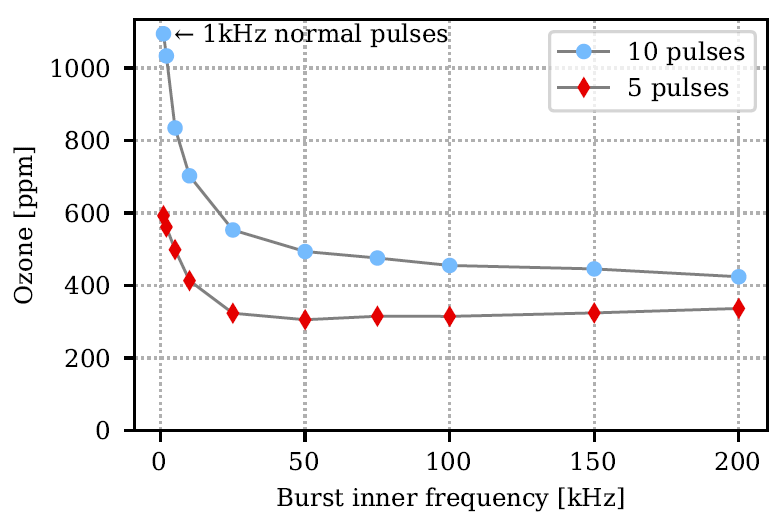 ← 1kHz normal pulses
10 pulses
5 pulses
1000
800
600
400
200
0
Ozone [ppm]
0 50 100 150 200
Burst inner frequency [kHz]